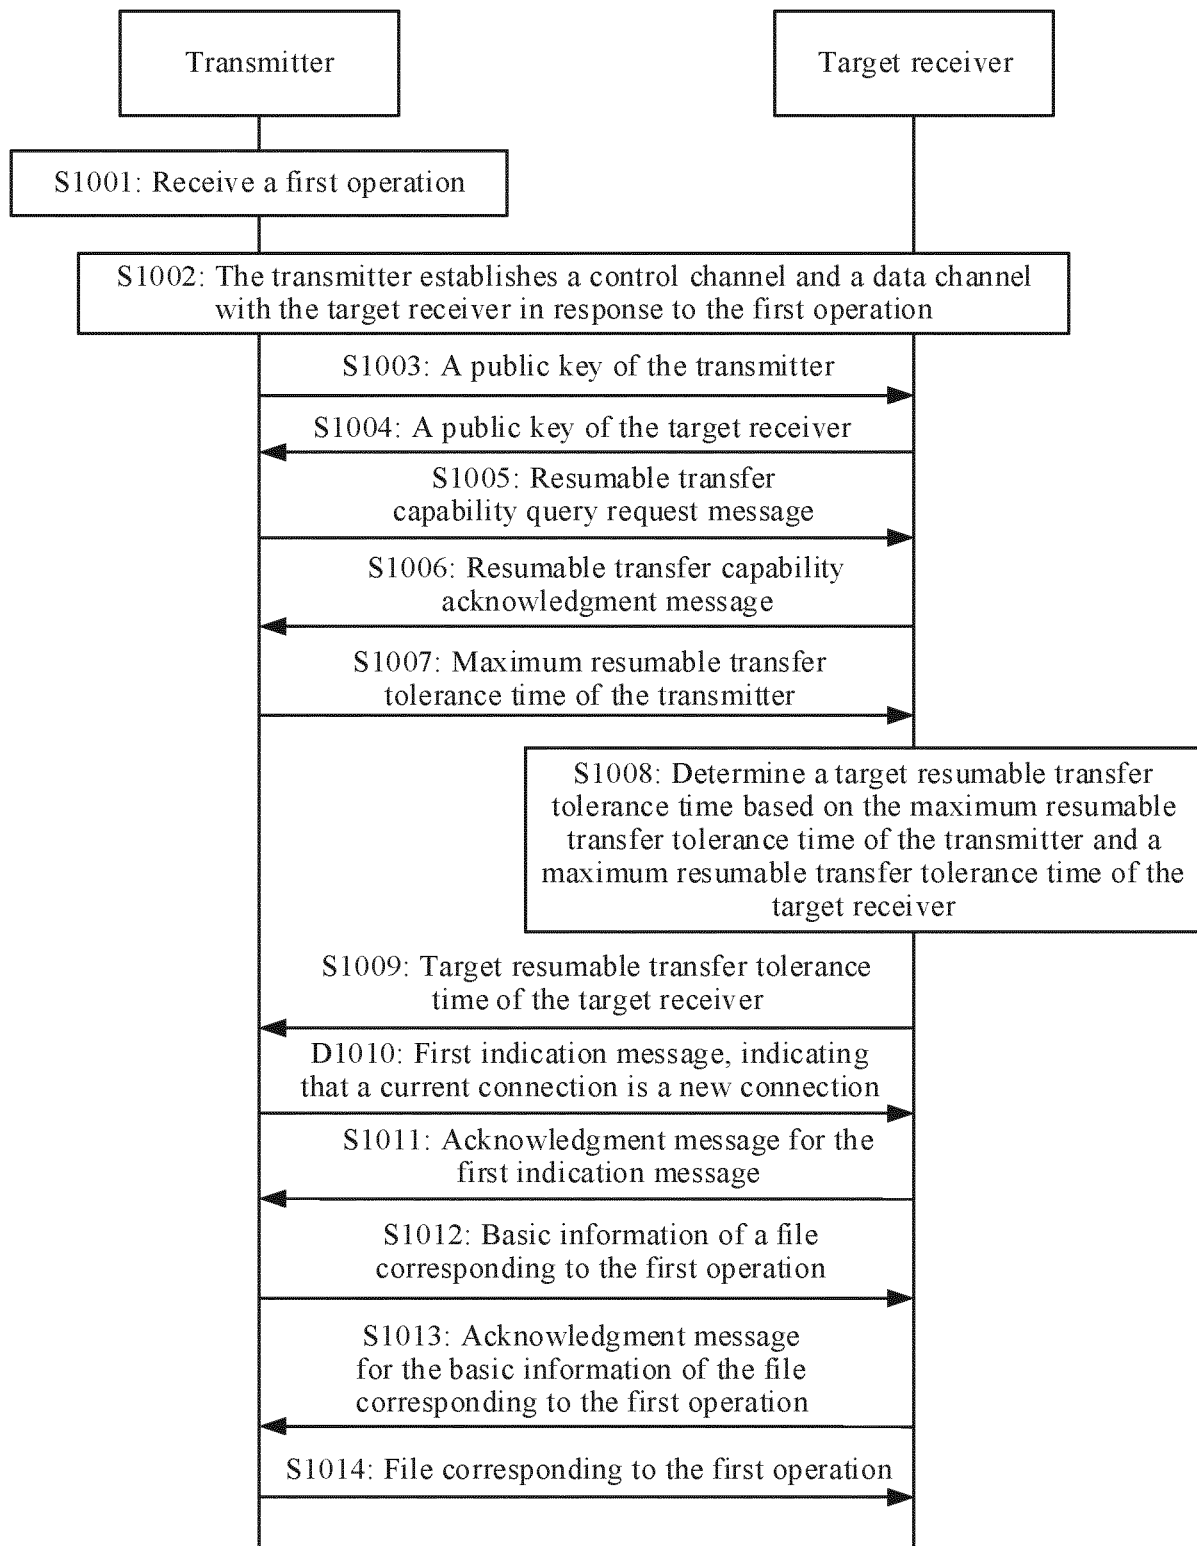 Transmitter
Target receiver
S1001: Receive a first operation
S1002: The transmitter establishes a control channel and a data channel
with the target receiver in response to the first operation
S1003: A public key of the transmitter
S1004: A public key of the target receiver
S1005: Resumable transfer
capability query request message
S1006: Resumable transfer capability
acknowledgment message
S1007: Maximum resumable transfer
tolerance time of the transmitter
S1008: Determine a target resumable transfer
tolerance time based on the maximum resumable
transfer tolerance time of the transmitter and a
maximum resumable transfer tolerance time of the
target receiver
S1009: Target resumable transfer tolerance
time of the target receiver
D1010: First indication message, indicating
that a current connection is a new connection
S1011: Acknowledgment message for the
first indication message
S1012: Basic information of a file
corresponding to the first operation
S1013: Acknowledgment message
for the basic information of the file
corresponding to the first operation
S1014: File corresponding to the first operation